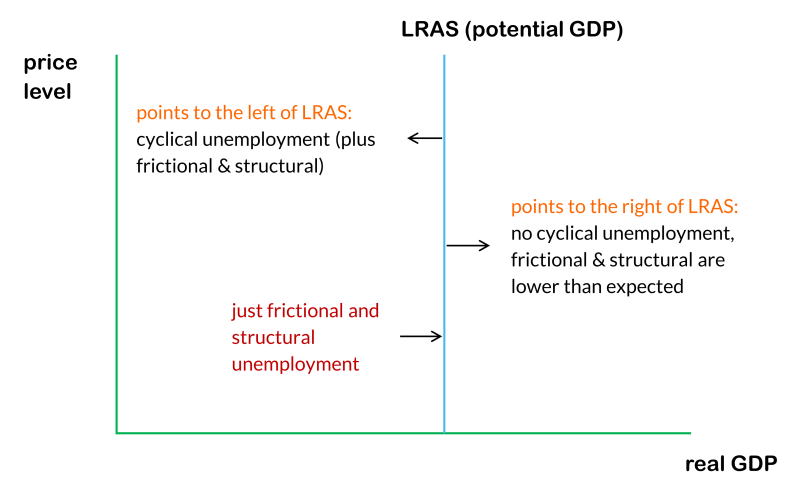 LRAS (potential GDP)
price
level
points to the left of LRAS:
cyclical unemployment (plus
frictional & structural)
points to the right of LRAS:
no cyclical unemployment,
frictional & structural are
lower than expected
just frictional and
structural
unemployment
real GDP